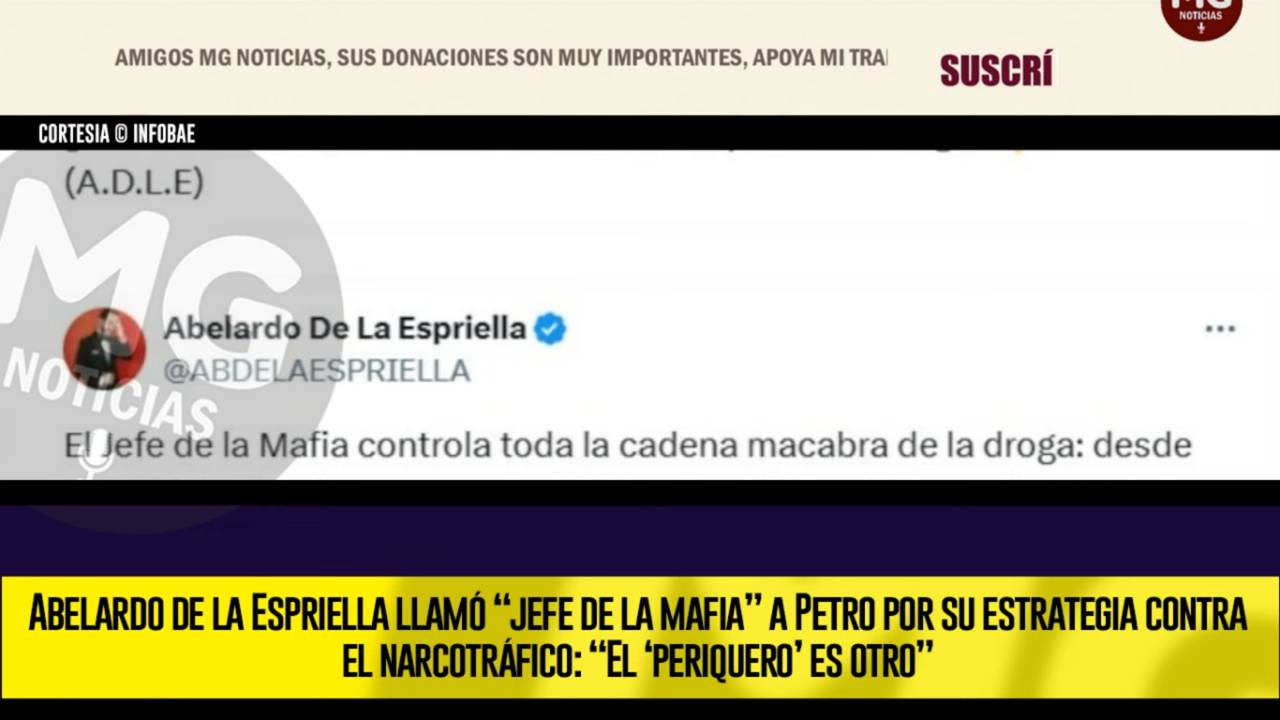 MG
NOTICIAS
AMIGOS MG NOTICIAS, SUS DONACIONES SON MUY IMPORTANTES, APOYA MI
SUSCRÍ
CORTESIA © INFOBAE
(A.D.L.E)
MG
NOTICIAS
Abelardo De La Espriella
@ABDELAESPRIELLA
El Jefe de la Mafia controla toda la cadena macabra de la droga: desde
ABELARDO DE LA ESPRIELLA LLAMÓ “JEFE DE LA MAFIA” A PETRO POR SU ESTRATEGIA CONTRA
EL NARCOTRÁFICO: “EL ‘PERIQUERO’ ES OTRO”